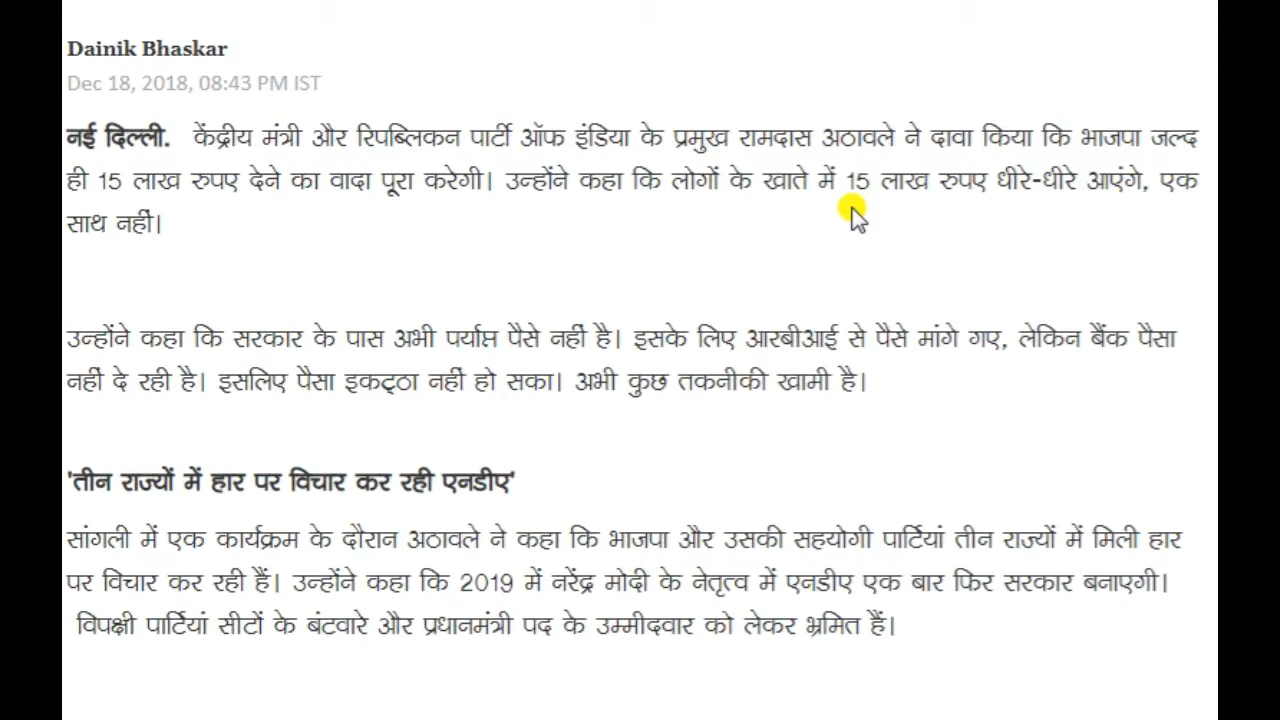 Dainik Bhaskar
Dec 18, 2018, 08:43 PM IST
नई दिल्ली. केंद्रीय मंत्री और रिपब्लिकन पार्टी ऑफ इंडिया के प्रमुख रामदास अठावले ने दावा किया कि भाजपा जल्द
ही 15 लाख रुपए देने का वादा पूरा करेगी। उन्होंने कहा कि लोगों के खाते में 15 लाख रुपए धीरे-धीरे आएंगे, एक
साथ नहीं।
उन्होंने कहा कि सरकार के पास अभी पर्याप्त पैसे नहीं है। इसके लिए आरबीआई से पैसे मांगे गए, लेकिन बैंक पैसा
नहीं दे रही है। इसलिए पैसा इकट्ठा नहीं हो सका। अभी कुछ तकनीकी खामी है।
'तीन राज्यों में हार पर विचार कर रही एनडीए'
सांगली में एक कार्यक्रम के दौरान अठावले ने कहा कि भाजपा और उसकी सहयोगी पार्टियां तीन राज्यों में मिली हार
पर विचार कर रही हैं। उन्होंने कहा कि 2019 में नरेंद्र मोदी के नेतृत्व में एनडीए एक बार फिर सरकार बनाएगी।
विपक्षी पार्टियां सीटों के बंटवारे और प्रधानमंत्री पद के उम्मीदवार को लेकर भ्रमित हैं।